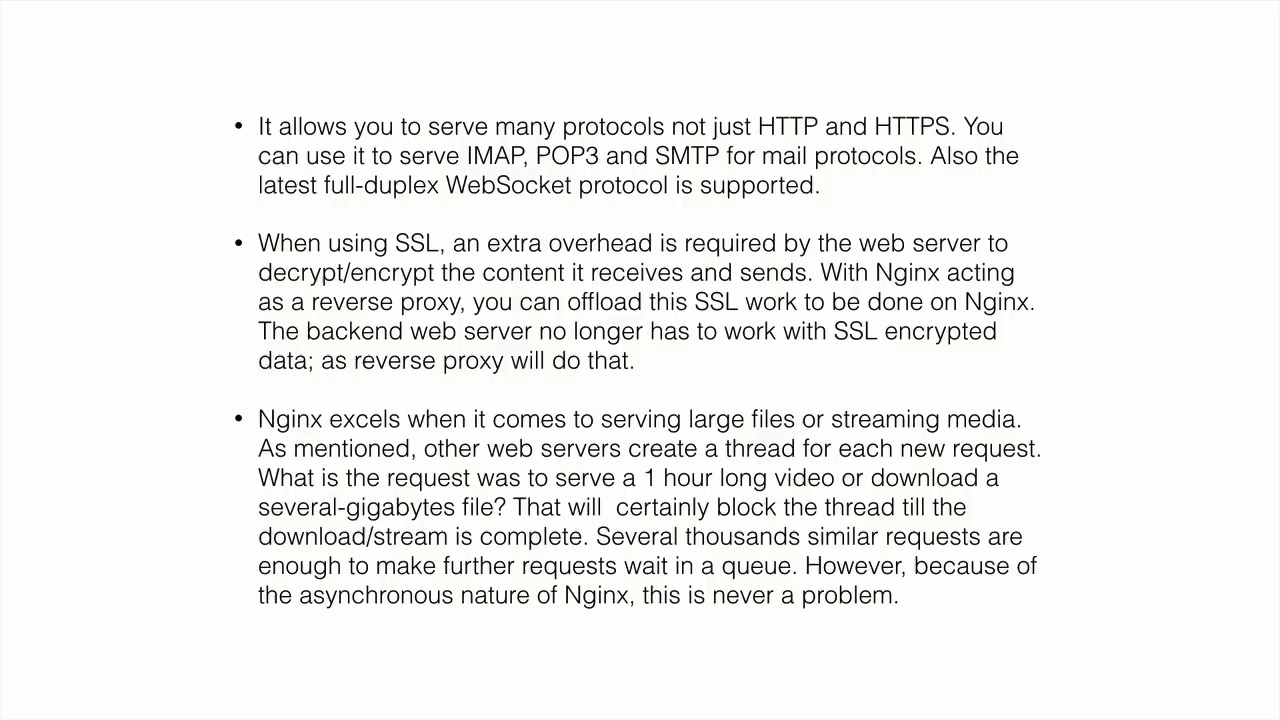 • It allows you to serve many protocols not just HTTP and HTTPS. You
can use it to serve IMAP, POP3 and SMTP for mail protocols. Also the
latest full-duplex WebSocket protocol is supported.
• When using SSL, an extra overhead is required by the web server to
decrypt/encrypt the content it receives and sends. With Nginx acting
as a reverse proxy, you can offload this SSL work to be done on Nginx.
The backend web server no longer has to work with SSL encrypted
data; as reverse proxy will do that.
• Nginx excels when it comes to serving large files or streaming media.
As mentioned, other web servers create a thread for each new request.
What is the request was to serve a 1 hour long video or download a
several-gigabytes file? That will  certainly block the thread till the
download/stream is complete. Several thousands similar requests are
enough to make further requests wait in a queue. However, because of
the asynchronous nature of Nginx, this is never a problem.